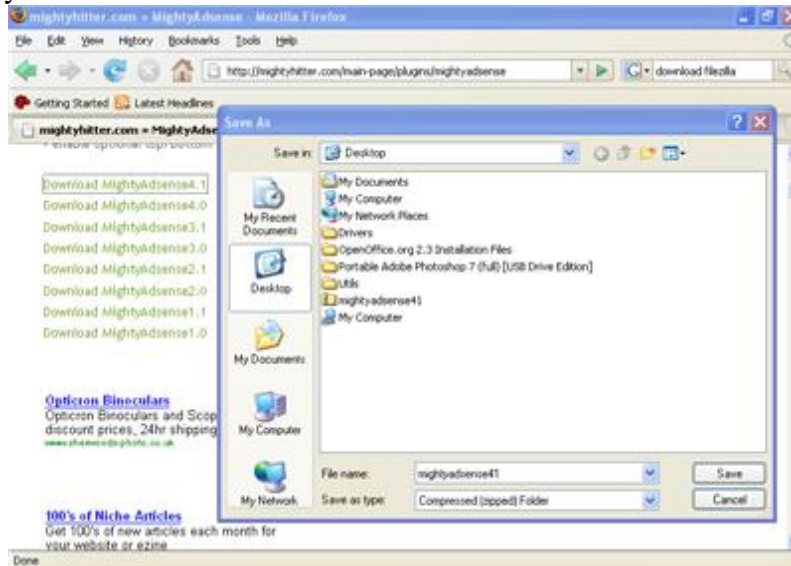 y
mightyhitter.com » MightyAdsense - Mozilla Firefox
File Edit View History Bookmarks Tools Help
http://mightyhitter.com/main-page/plugins/mightyadsense
download filezilla
Getting Started Latest Headlines
mightyhitter.com » MightyAdse
Save As
Save in: Desktop
Download MightyAdsense4.1
Download MightyAdsense4.0
Download MightyAdsense3.1
Download MightyAdsense3.0
Download MightyAdsense2.1
Download MightyAdsense2.0
Download MightyAdsense1.1
Download MightyAdsense1.0
Opticron Binoculars
Opticron Binoculars and Scop
discount prices, 24hr shipping
100's of Niche Articles
Get 100's of new articles each month for
your website or ezine
My Recent
Documents
Desktop
My Documents
My Computer
My Network
My Documents
My Computer
My Network Places
Drivers
OpenOffice.org 2.3 Installation Files
Portable Adobe Photoshop 7 (full) [USB Drive Edition]
Utils
mightyadsense41
My Computer
File name: mightyadsense41
Save
Save as type: Compressed (zipped) Folder
Cancel
Done